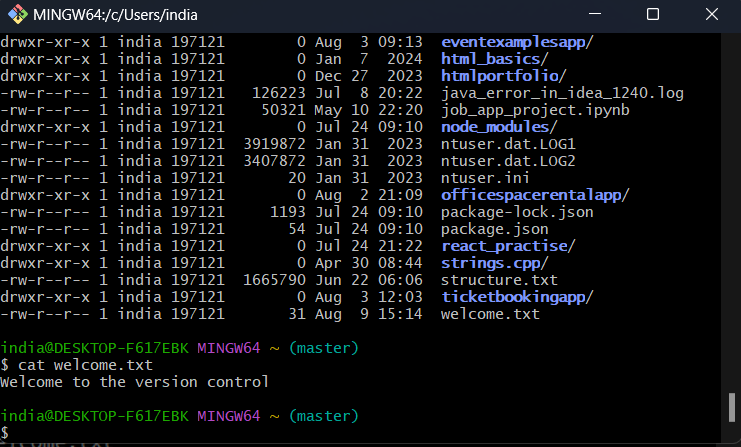 MINGW64:/c/Users/india
drwxr-xr-x 1 india 197121       0 Aug  3 09:13 eventexamplesapp/
drwxr-xr-x 1 india 197121       0 Jan  7  2024 html_basics/
drwxr-xr-x 1 india 197121       0 Dec 27  2023 htmlportfolio/
-rw-r--r-- 1 india 197121  126223 Jul  8 20:22 java_error_in_idea_1240.log
-rw-r--r-- 1 india 197121   50321 May 10 22:20 job_app_project.ipynb
drwxr-xr-x 1 india 197121       0 Jul 24 09:10 node_modules/
-rw-r--r-- 1 india 197121 3919872 Jan 31  2023 ntuser.dat.LOG1
-rw-r--r-- 1 india 197121 3407872 Jan 31  2023 ntuser.dat.LOG2
-rw-r--r-- 1 india 197121      20 Jan 31  2023 ntuser.ini
drwxr-xr-x 1 india 197121       0 Aug  2 21:09 officespacerentalapp/
-rw-r--r-- 1 india 197121    1193 Jul 24 09:10 package-lock.json
-rw-r--r-- 1 india 197121      54 Jul 24 09:10 package.json
drwxr-xr-x 1 india 197121       0 Jul 24 21:22 react_practise/
drwxr-xr-x 1 india 197121       0 Apr 30 08:44 strings.cpp/
-rw-r--r-- 1 india 197121 1665790 Jun 22 06:06 structure.txt
drwxr-xr-x 1 india 197121       0 Aug  3 12:03 ticketbookingapp/
-rw-r--r-- 1 india 197121      31 Aug  9 15:14 welcome.txt
india@DESKTOP-F617EBK MINGW64 ~ (master)
$ cat welcome.txt
Welcome to the version control
india@DESKTOP-F617EBK MINGW64 ~ (master)
$